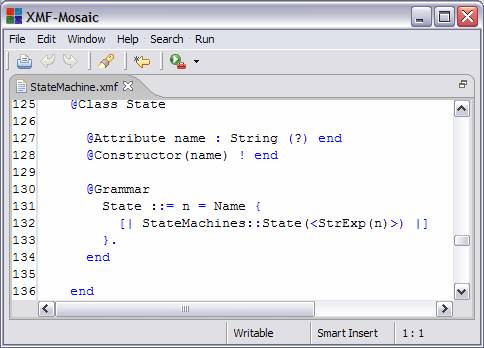 XMF-Mosaic
File Edit Window Help Search Run
StateMachine.xmf
125 @Class State
126
127 @Attribute name : String (?) end
128 @Constructor(name) ! end
129
130 @Grammar
131 State ::= n = Name {
132 [| StateMachines::State(<StrExp(n)>) |]
133 }.
134 end
135
136 end
Writable Smart Insert 1 : 1